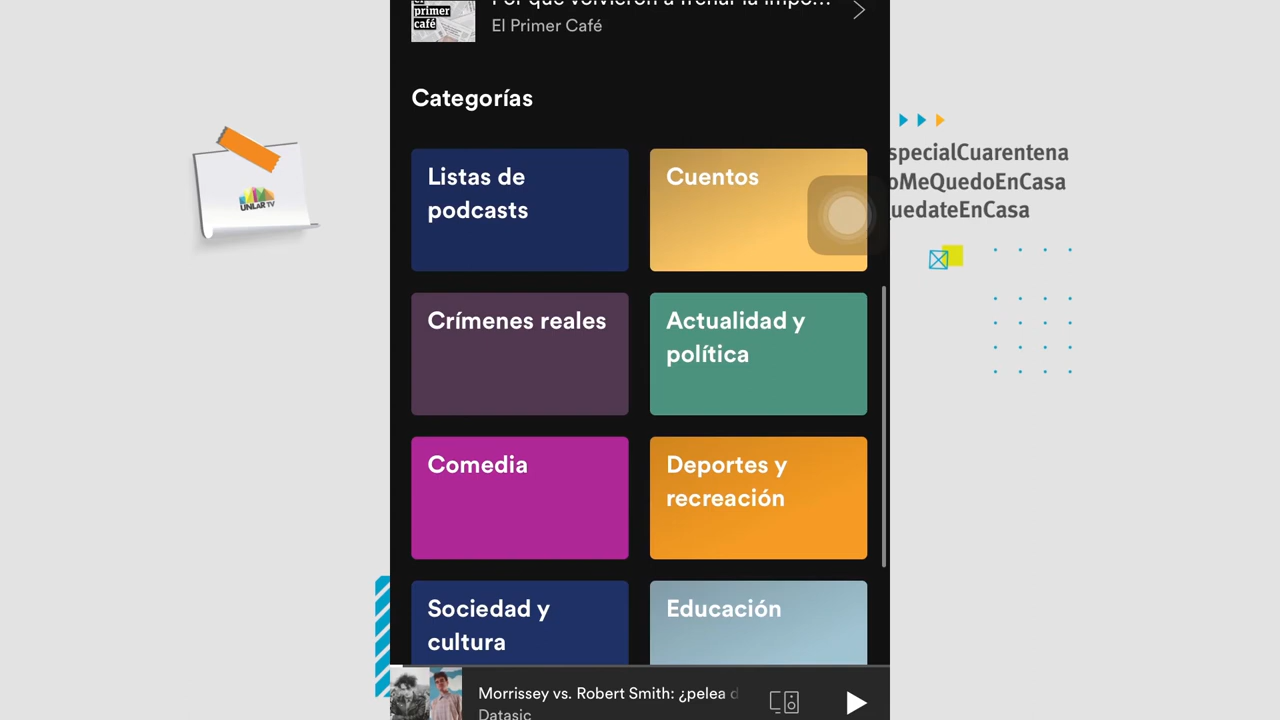 primer
café
El Primer Café
Categorías
Listas de
podcasts
Cuentos
Crímenes reales
Actualidad y
política
Comedia
Deportes y
recreación
Sociedad y
cultura
Educación
Morrissey vs. Robert Smith: ¿pelea d
Datasic
UNLAR TV
specialCuarentena
oMeQuedoEnCasa
uedateEnCasa